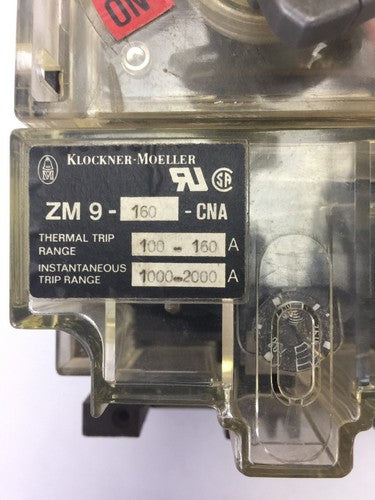 ON
KLOCKNER-MOELLER
ZM 9-160-CNA
THERMAL TRIP RANGE 100-160 A
INSTANTANEOUS TRIP RANGE 1000-2000 A